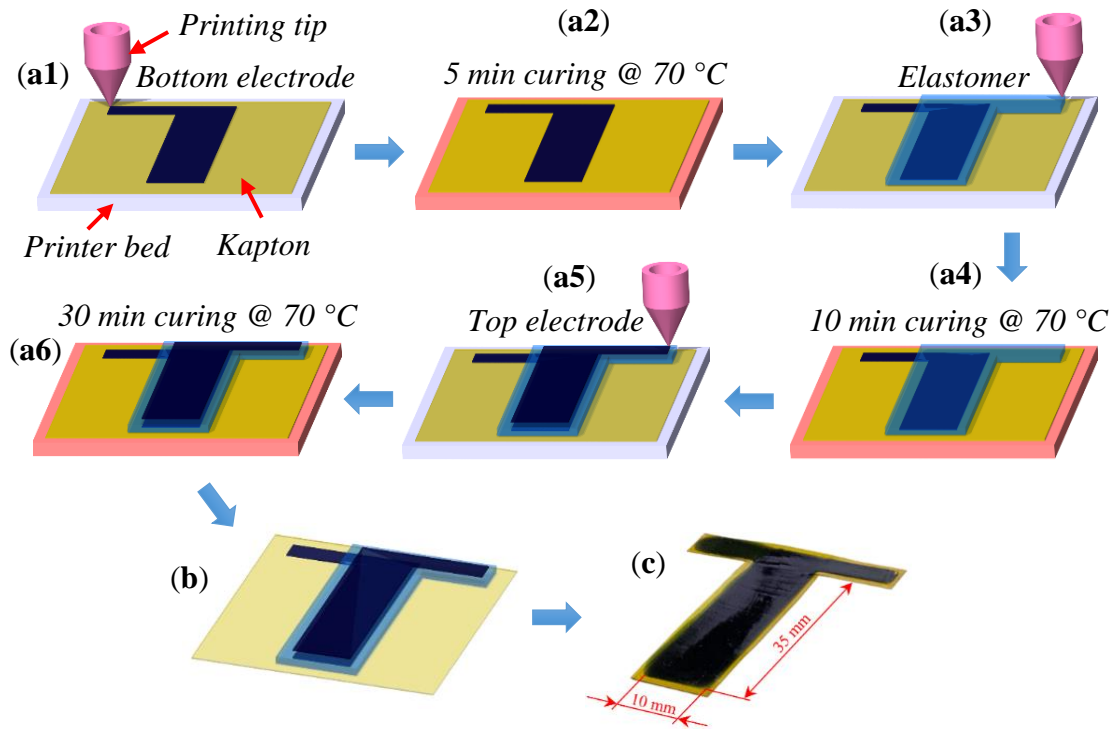 Printing tip
(a1)
Bottom electrode
Printer bed
Kapton
(a2)
5 min curing @ 70 °C
(a3)
Elastomer
(a4)
10 min curing @ 70 °C
(a5)
Top electrode
30 min curing @ 70 °C
(a6)
(b)
(c)
35 mm
10 mm